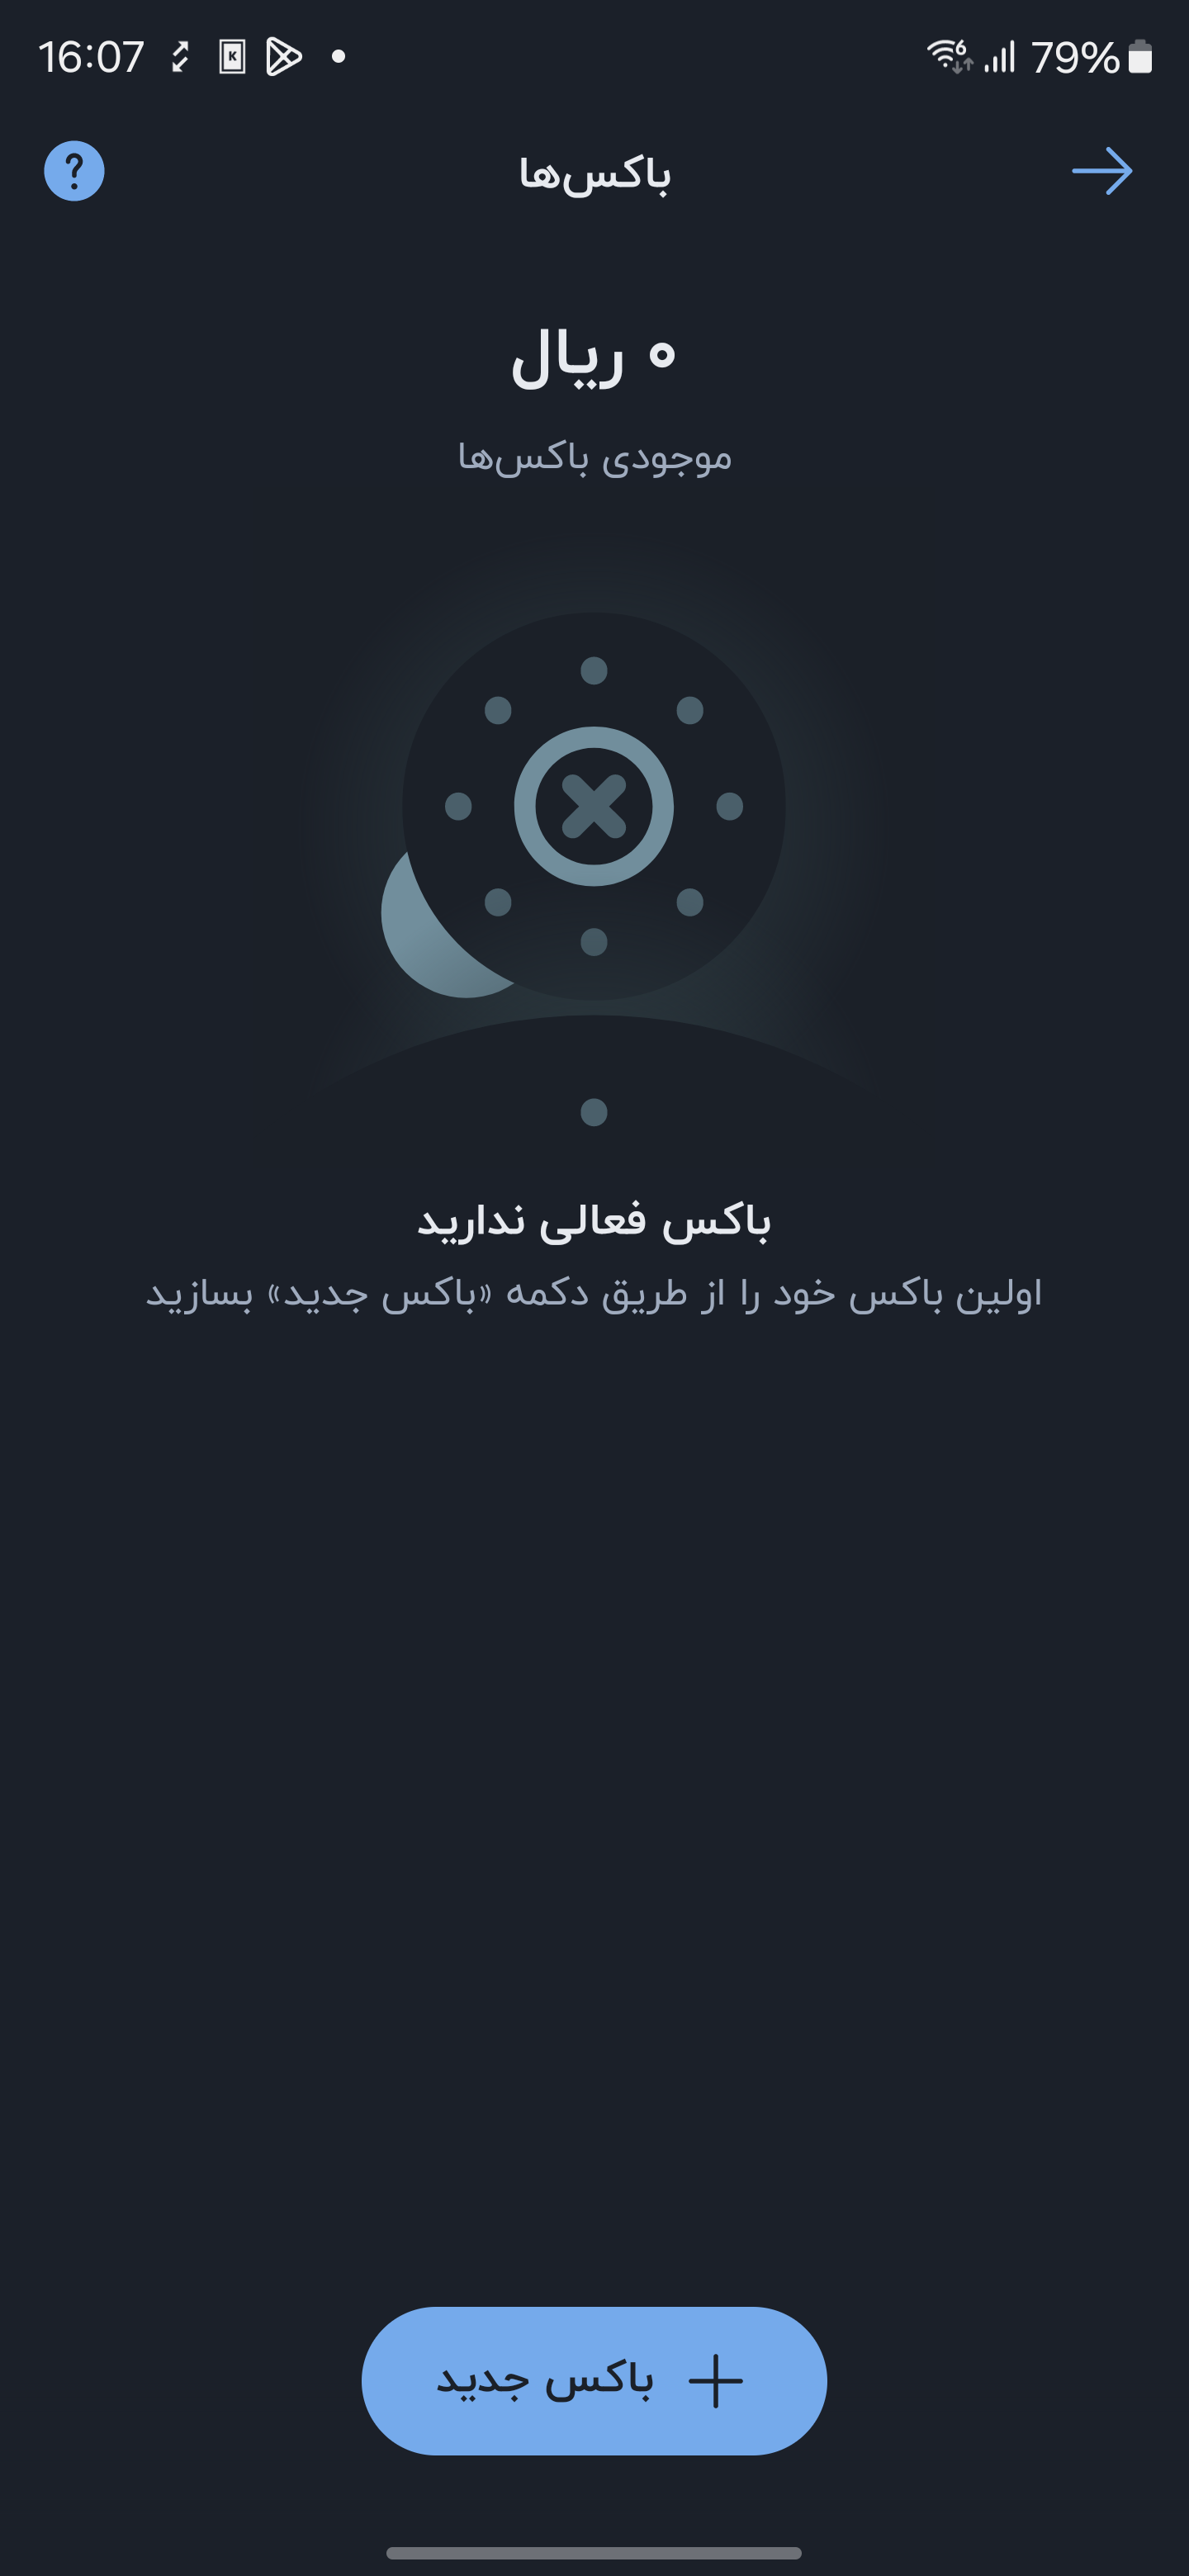 16:07
6 79%
باکس‌ها
?
۰ ریال
موجودی باکس‌ها
باکس فعالی ندارید
اولین باکس خود را از طریق دکمه «باکس جدید» بسازید
باکس جدید